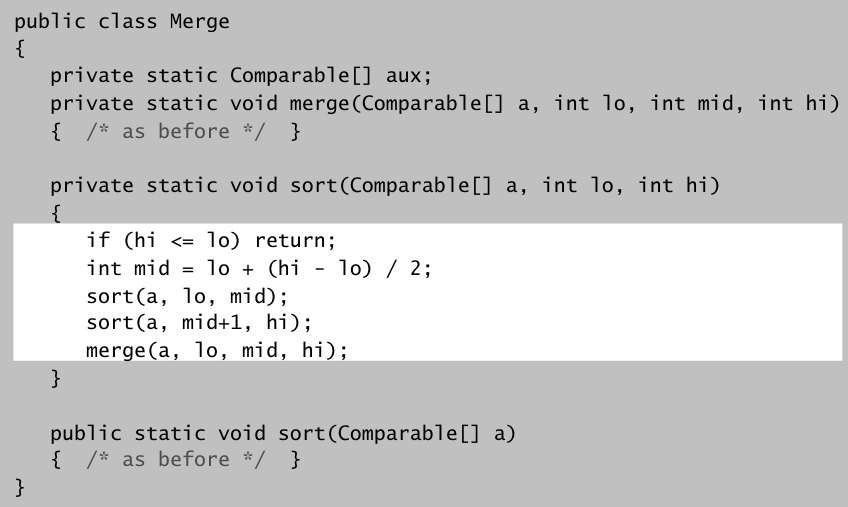 public class Merge
{
private static Comparable[] aux;
private static void merge(Comparable[] a, int lo, int mid, int hi)
{ /* as before */ }
private static void sort(Comparable[] a, int lo, int hi)
{
if (hi <= lo) return;
int mid = lo + (hi - lo) / 2;
sort(a, lo, mid);
sort(a, mid+1, hi);
merge(a, lo, mid, hi);
}
public static void sort(Comparable[] a)
{ /* as before */ }
}